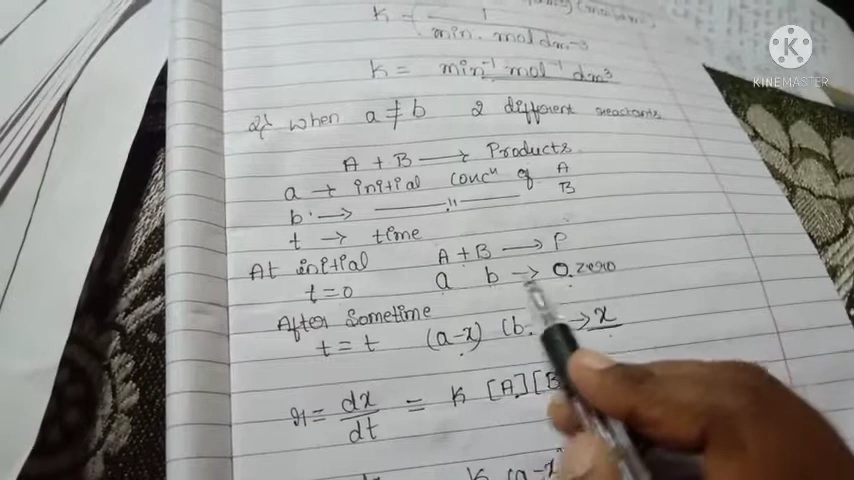 K = 1
min. mol dm⁻³
K = min⁻¹ mol⁻¹ dm³
KINEMASTER
2} when a ≠ b 2 different reactants
A + B → Products
a → initial concⁿ of A
b → ——"—— B
t → time
At initial A + B → P
t = 0 a b → 0. zero
After Sometime
t = t (a-x) (b. → x
r = dx/dt = K [A][B
K (a-x